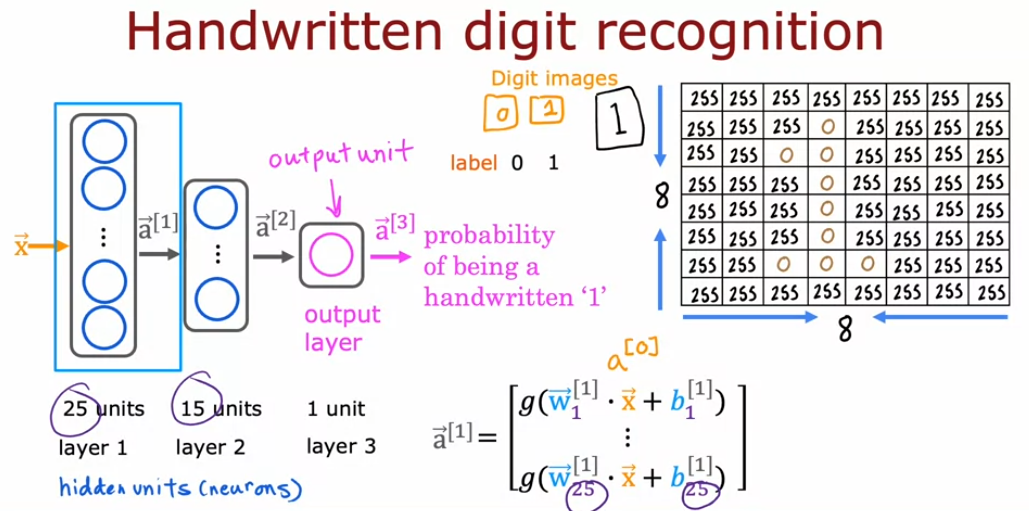 Handwritten digit recognition
Digit images
0 1
1
label 0 1
output unit
x⃗
a⃗[1]
a⃗[2]
a⃗[3]
probability
of being a
handwritten ‘1’
output
layer
25 units
15 units
1 unit
layer 1
layer 2
layer 3
hidden units (neurons)
8
255 255 255 255 255 255 255 255
255 255 255 0 255 255 255 255
255 255 0 0 255 255 255 255
255 255 255 0 255 255 255 255
255 255 255 0 255 255 255 255
255 255 255 0 255 255 255 255
255 255 0 0 0 255 255 255
255 255 255 255 255 255 255 255
8
a[0]
a⃗[1] =
g(w⃗1[1] · x⃗ + b1[1])
⋮
g(w⃗25[1] · x⃗ + b25[1])